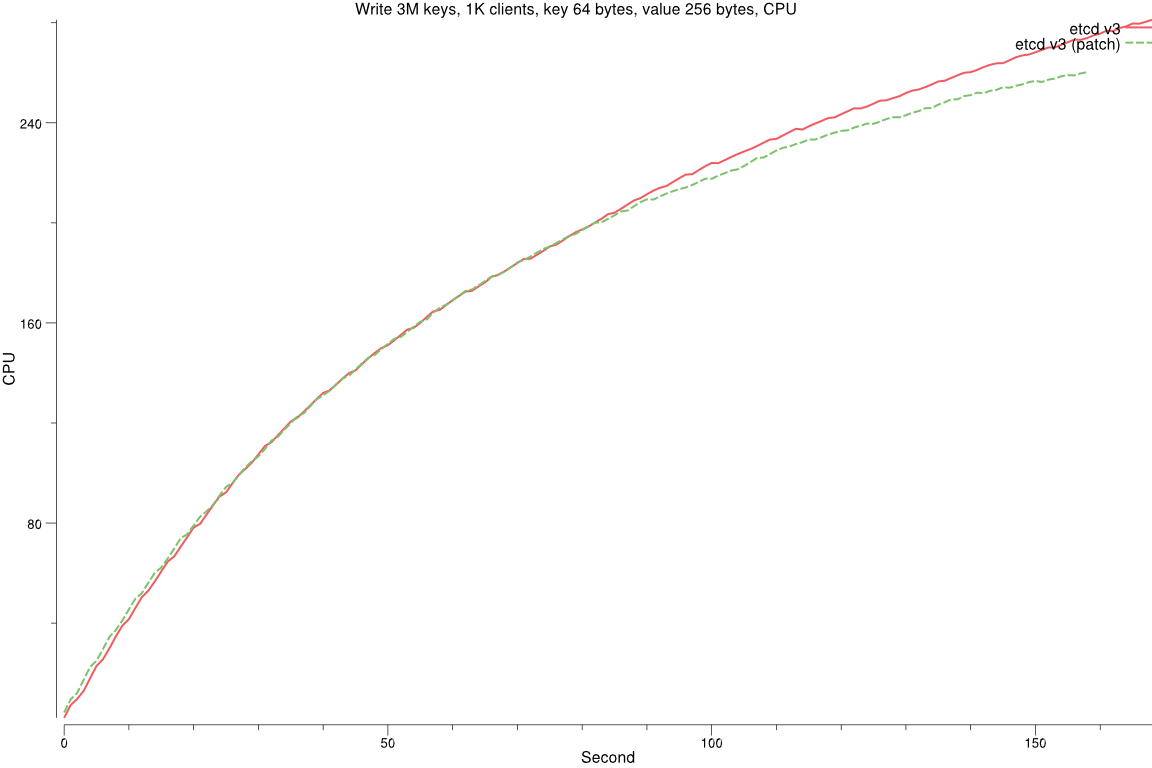 Write 3M keys, 1K clients, key 64 bytes, value 256 bytes, CPU
etcd v3
etcd v3 (patch)
240
160
80
CPU
0
50
100
150
Second